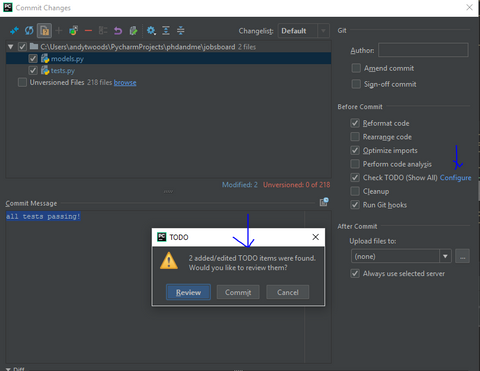 Commit Changes
Changelist: Default
C:\Users\andytwoods\PycharmProjects\phdandme\jobsboard 2 files
models.py
tests.py
Unversioned Files 218 files browse
Modified: 2 Unversioned: 0 of 218
Commit Message
all tests passing!
Diff
Git
Author:
Amend commit
Sign-off commit
Before Commit
Reformat code
Rearrange code
Optimize imports
Perform code analysis
Check TODO (Show All) Configure
Cleanup
Run Git hooks
After Commit
Upload files to:
(none)
...
Always use selected server
TODO
2 added/edited TODO items were found.
Would you like to review them?
Review Commit Cancel